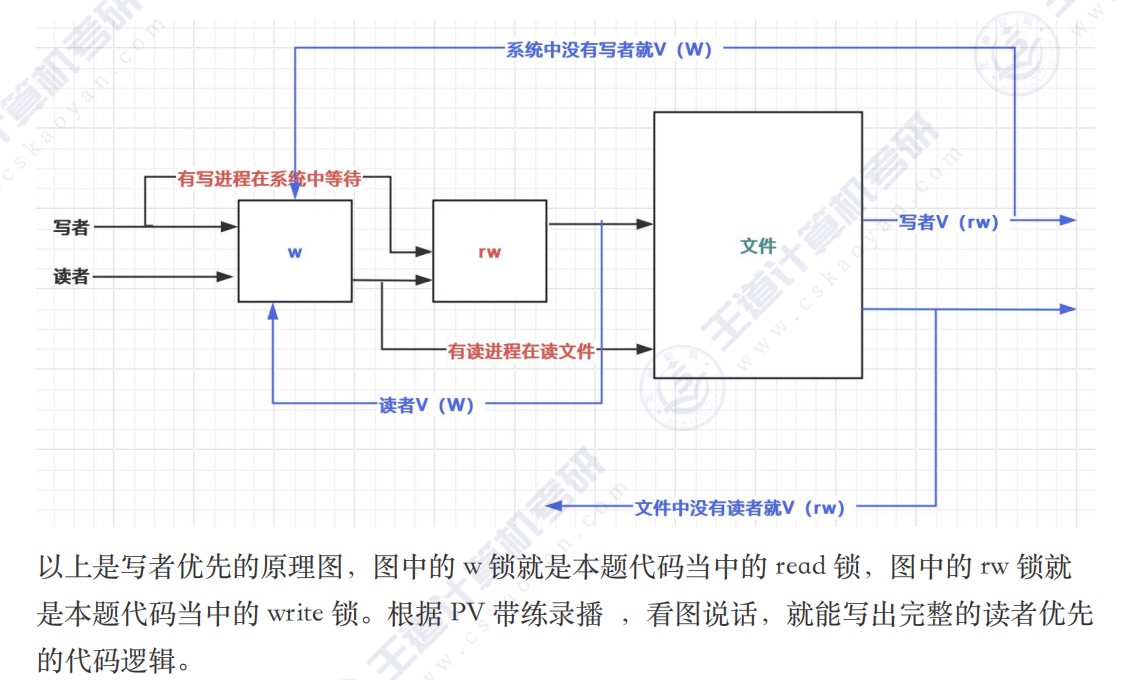 系统中没有写者就V（W）
有写进程在系统中等待
写者
读者
w
rw
文件
写者V（rw）
有读进程在读文件
读者V（W）
文件中没有读者就V（rw）
以上是写者优先的原理图，图中的 w 锁就是本题代码当中的 read 锁，图中的 rw 锁就
是本题代码当中的 write 锁。根据 PV 带练录播 ，看图说话，就能写出完整的读者优先
的代码逻辑。
王道计算机考研
www.cskaoyan.com